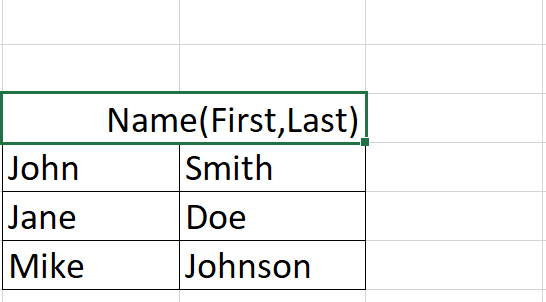 Name(First,Last)
John Smith
Jane Doe
Mike Johnson